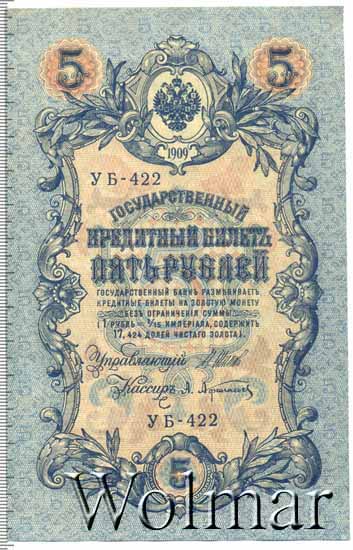 5 5
1909
УБ-422
ГОСУДАРСТВЕННЫЙ
КРЕДИТНЫЙ БИЛЕТЪ
ПЯТЬ РУБЛЕЙ
ГОСУДАРСТВЕННЫЙ БАНКЪ РАЗМѢНИВАЕТЪ
КРЕДИТНЫЕ БИЛЕТЫ НА ЗОЛОТУЮ МОНЕТУ
БЕЗЪ ОГРАНИЧЕНІЯ СУММЫ
(1 РУБЛЬ = 1/15 ИМПЕРІАЛА, СОДЕРЖИТЪ
17,424 ДОЛЕЙ ЧИСТАГО ЗОЛОТА).
Управляющій
Кассиръ
УБ-422
5
Wolmar